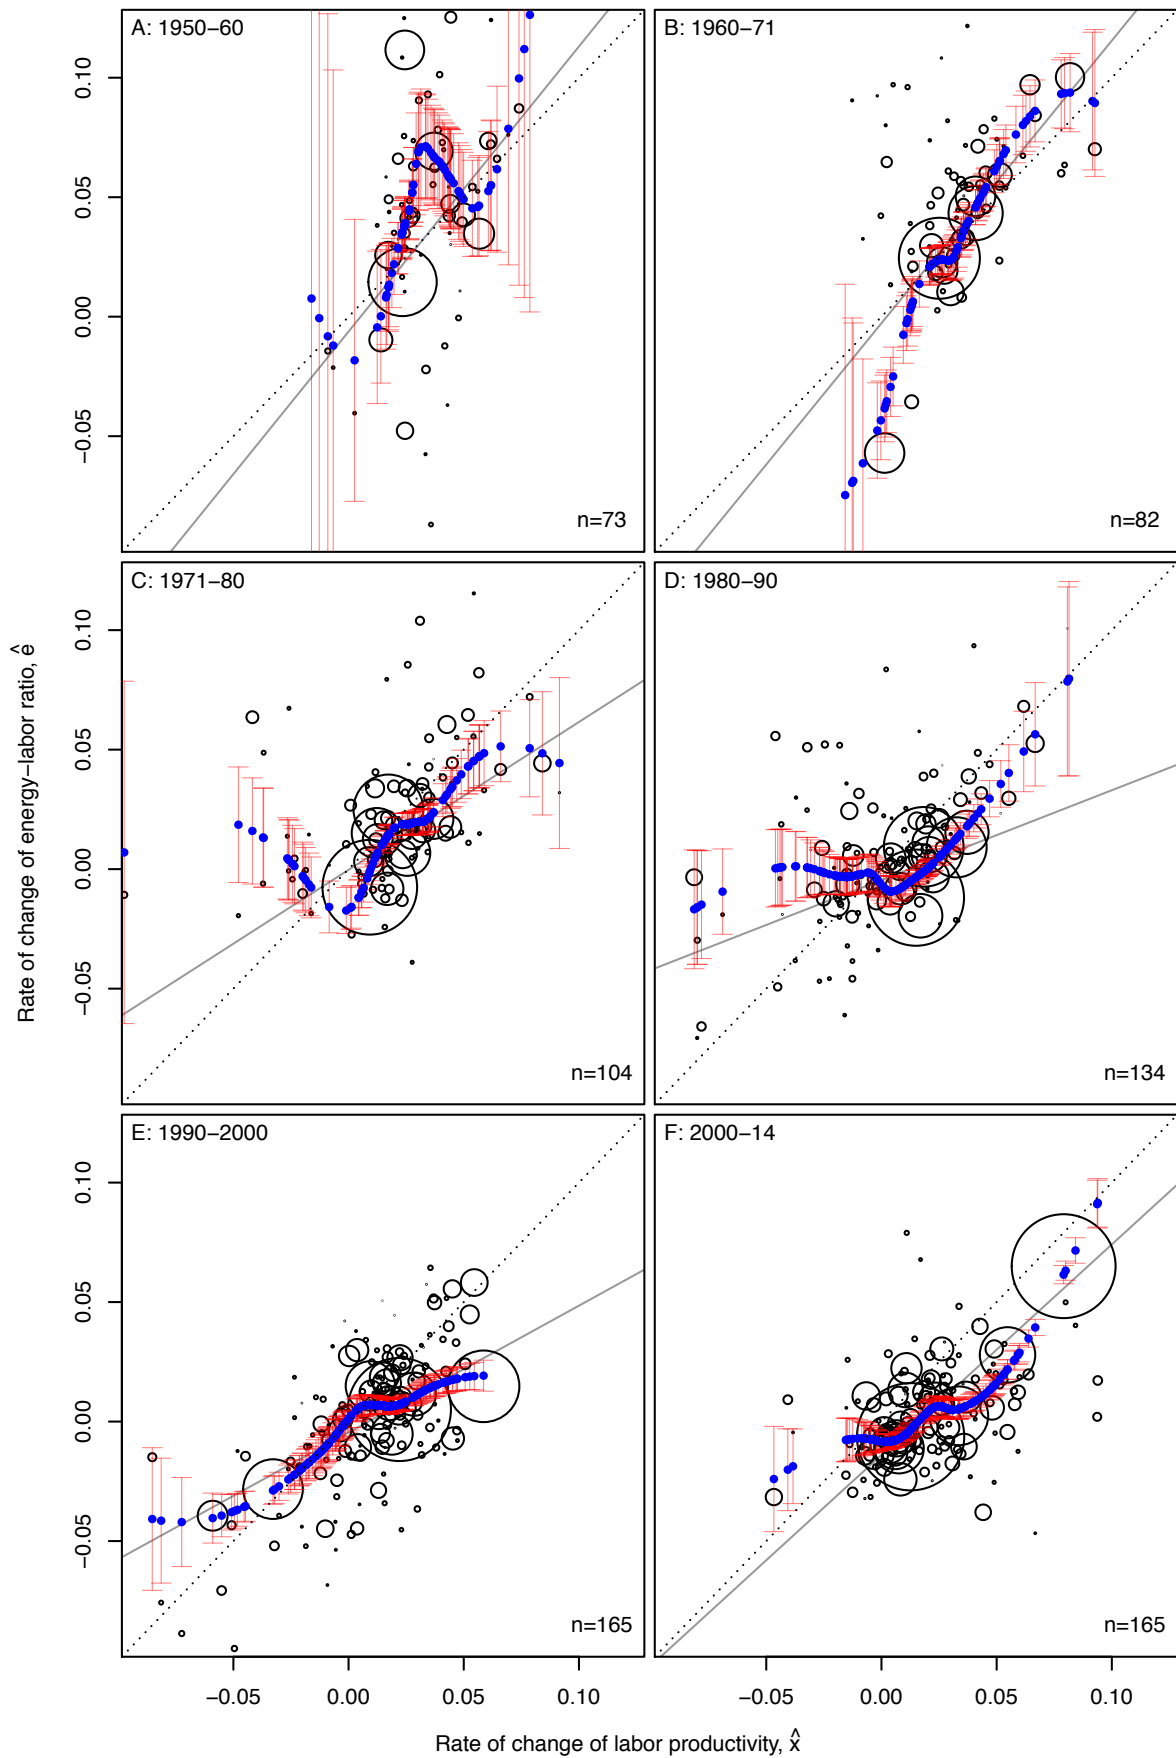 A: 1950−60
B: 1960−71
0.10
0.05
0.00
−0.05
n=73
n=82
C: 1971−80
D: 1980−90
0.10
0.05
0.00
−0.05
n=104
n=134
Rate of change of energy−labor ratio, ê
E: 1990−2000
F: 2000−14
0.10
0.05
0.00
−0.05
n=165
n=165
−0.05 0.00 0.05 0.10
−0.05 0.00 0.05 0.10
Rate of change of labor productivity, x̂